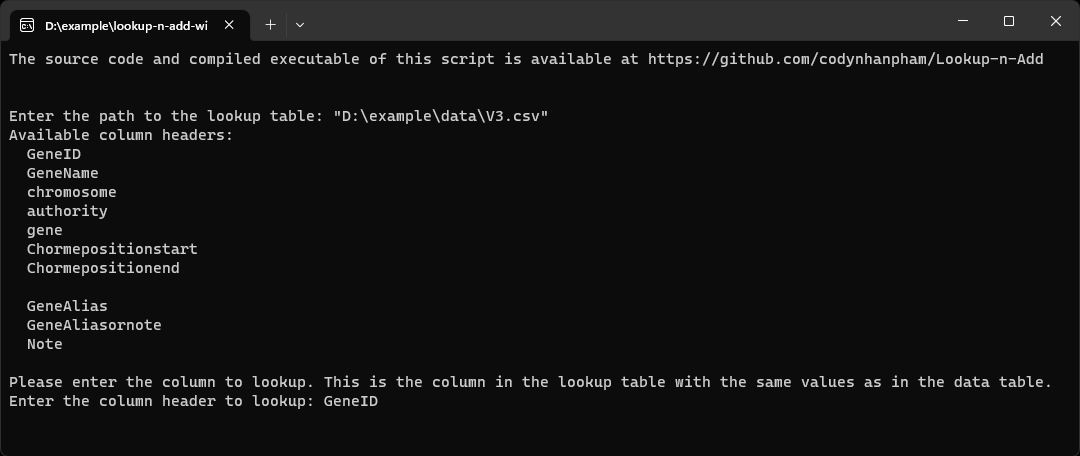 D:\example\lookup-n-add-wi
The source code and compiled executable of this script is available at https://github.com/codynhanpham/Lookup-n-Add
Enter the path to the lookup table: "D:\example\data\V3.csv"
Available column headers:
GeneID
GeneName
chromosome
authority
gene
Chormepositionstart
Chormepositionend
GeneAlias
GeneAliasornote
Note
Please enter the column to lookup. This is the column in the lookup table with the same values as in the data table.
Enter the column header to lookup: GeneID